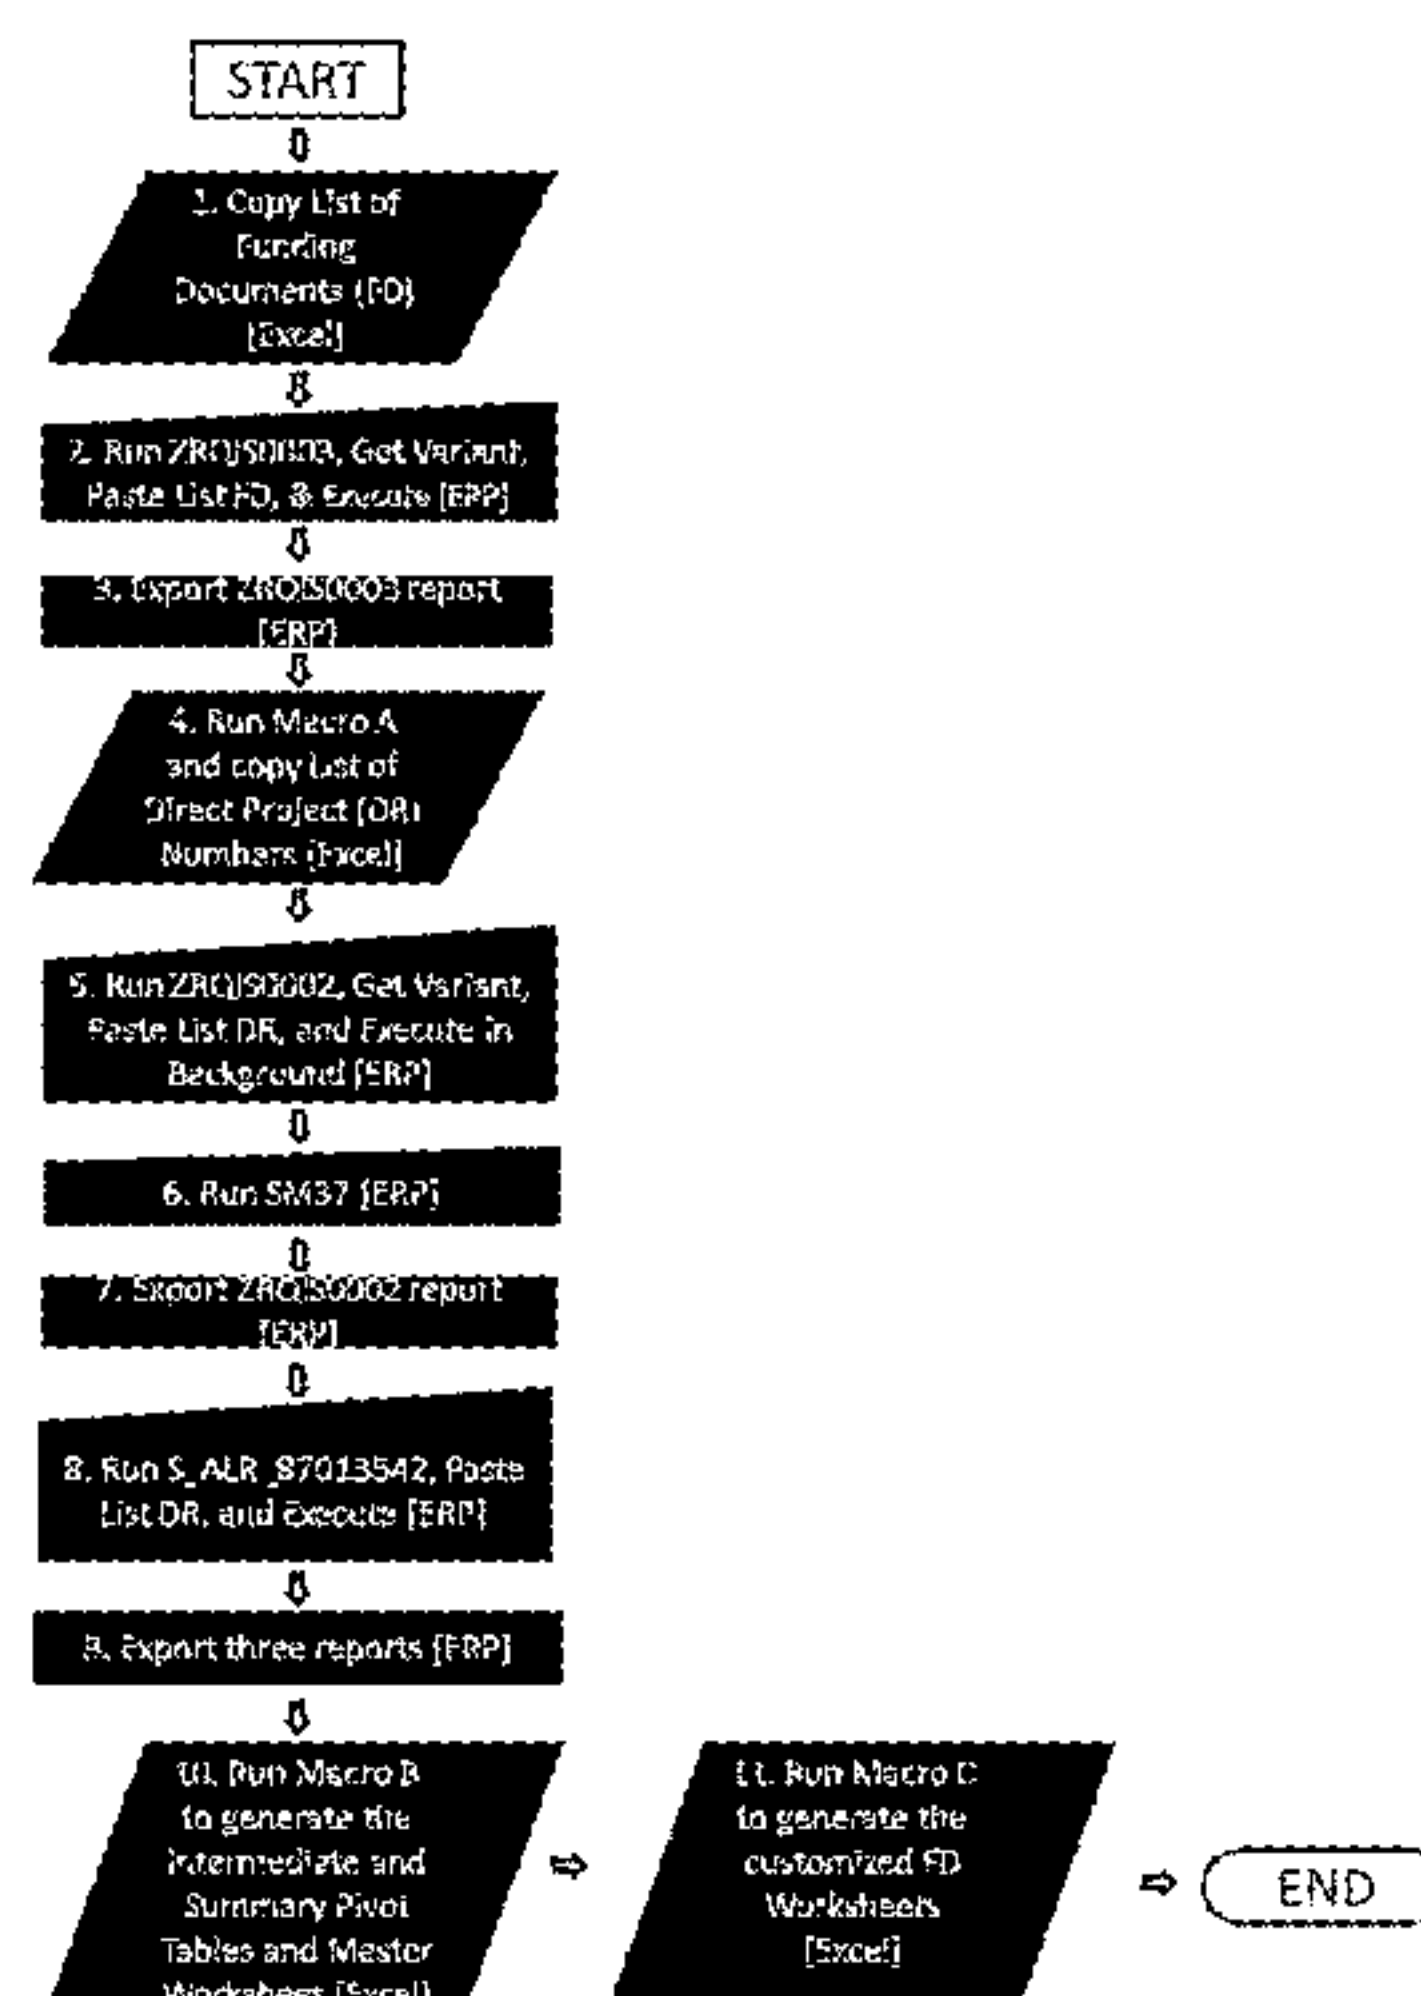 START
1. Copy List of
Funding
Documents (FD)
[Excel]
2. Run ZRQIS0003, Get Variant,
Paste List FD, & Execute [ERP]
3. Export ZRQIS0003 report
[ERP]
4. Run Macro A
and copy List of
Direct Project (DR)
Numbers [Excel]
5. Run ZRQIS0002, Get Variant,
Paste List DR, and Execute in
Background [ERP]
6. Run SM37 [ERP]
7. Export ZRQIS0002 report
[ERP]
8. Run S_ALR_87013542, Paste
List DR, and Execute [ERP]
9. Export three reports [ERP]
10. Run Macro B
to generate the
Intermediate and
Summary Pivot
Tables and Master
Worksheet [Excel]
11. Run Macro C
to generate the
customized FD
Worksheets
[Excel]
END